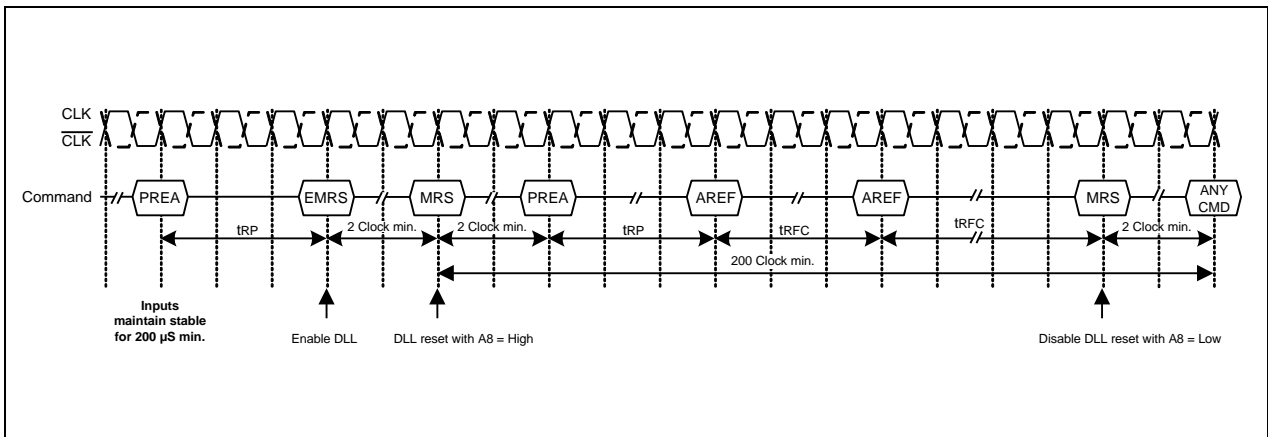 CLK
CLK
Command
PREA
EMRS
MRS
PREA
AREF
AREF
MRS
ANY
CMD
tRP
2 Clock min.
2 Clock min.
tRP
tRFC
tRFC
2 Clock min.
200 Clock min.
Inputs
maintain stable
for 200 µS min.
Enable DLL
DLL reset with A8 = High
Disable DLL reset with A8 = Low